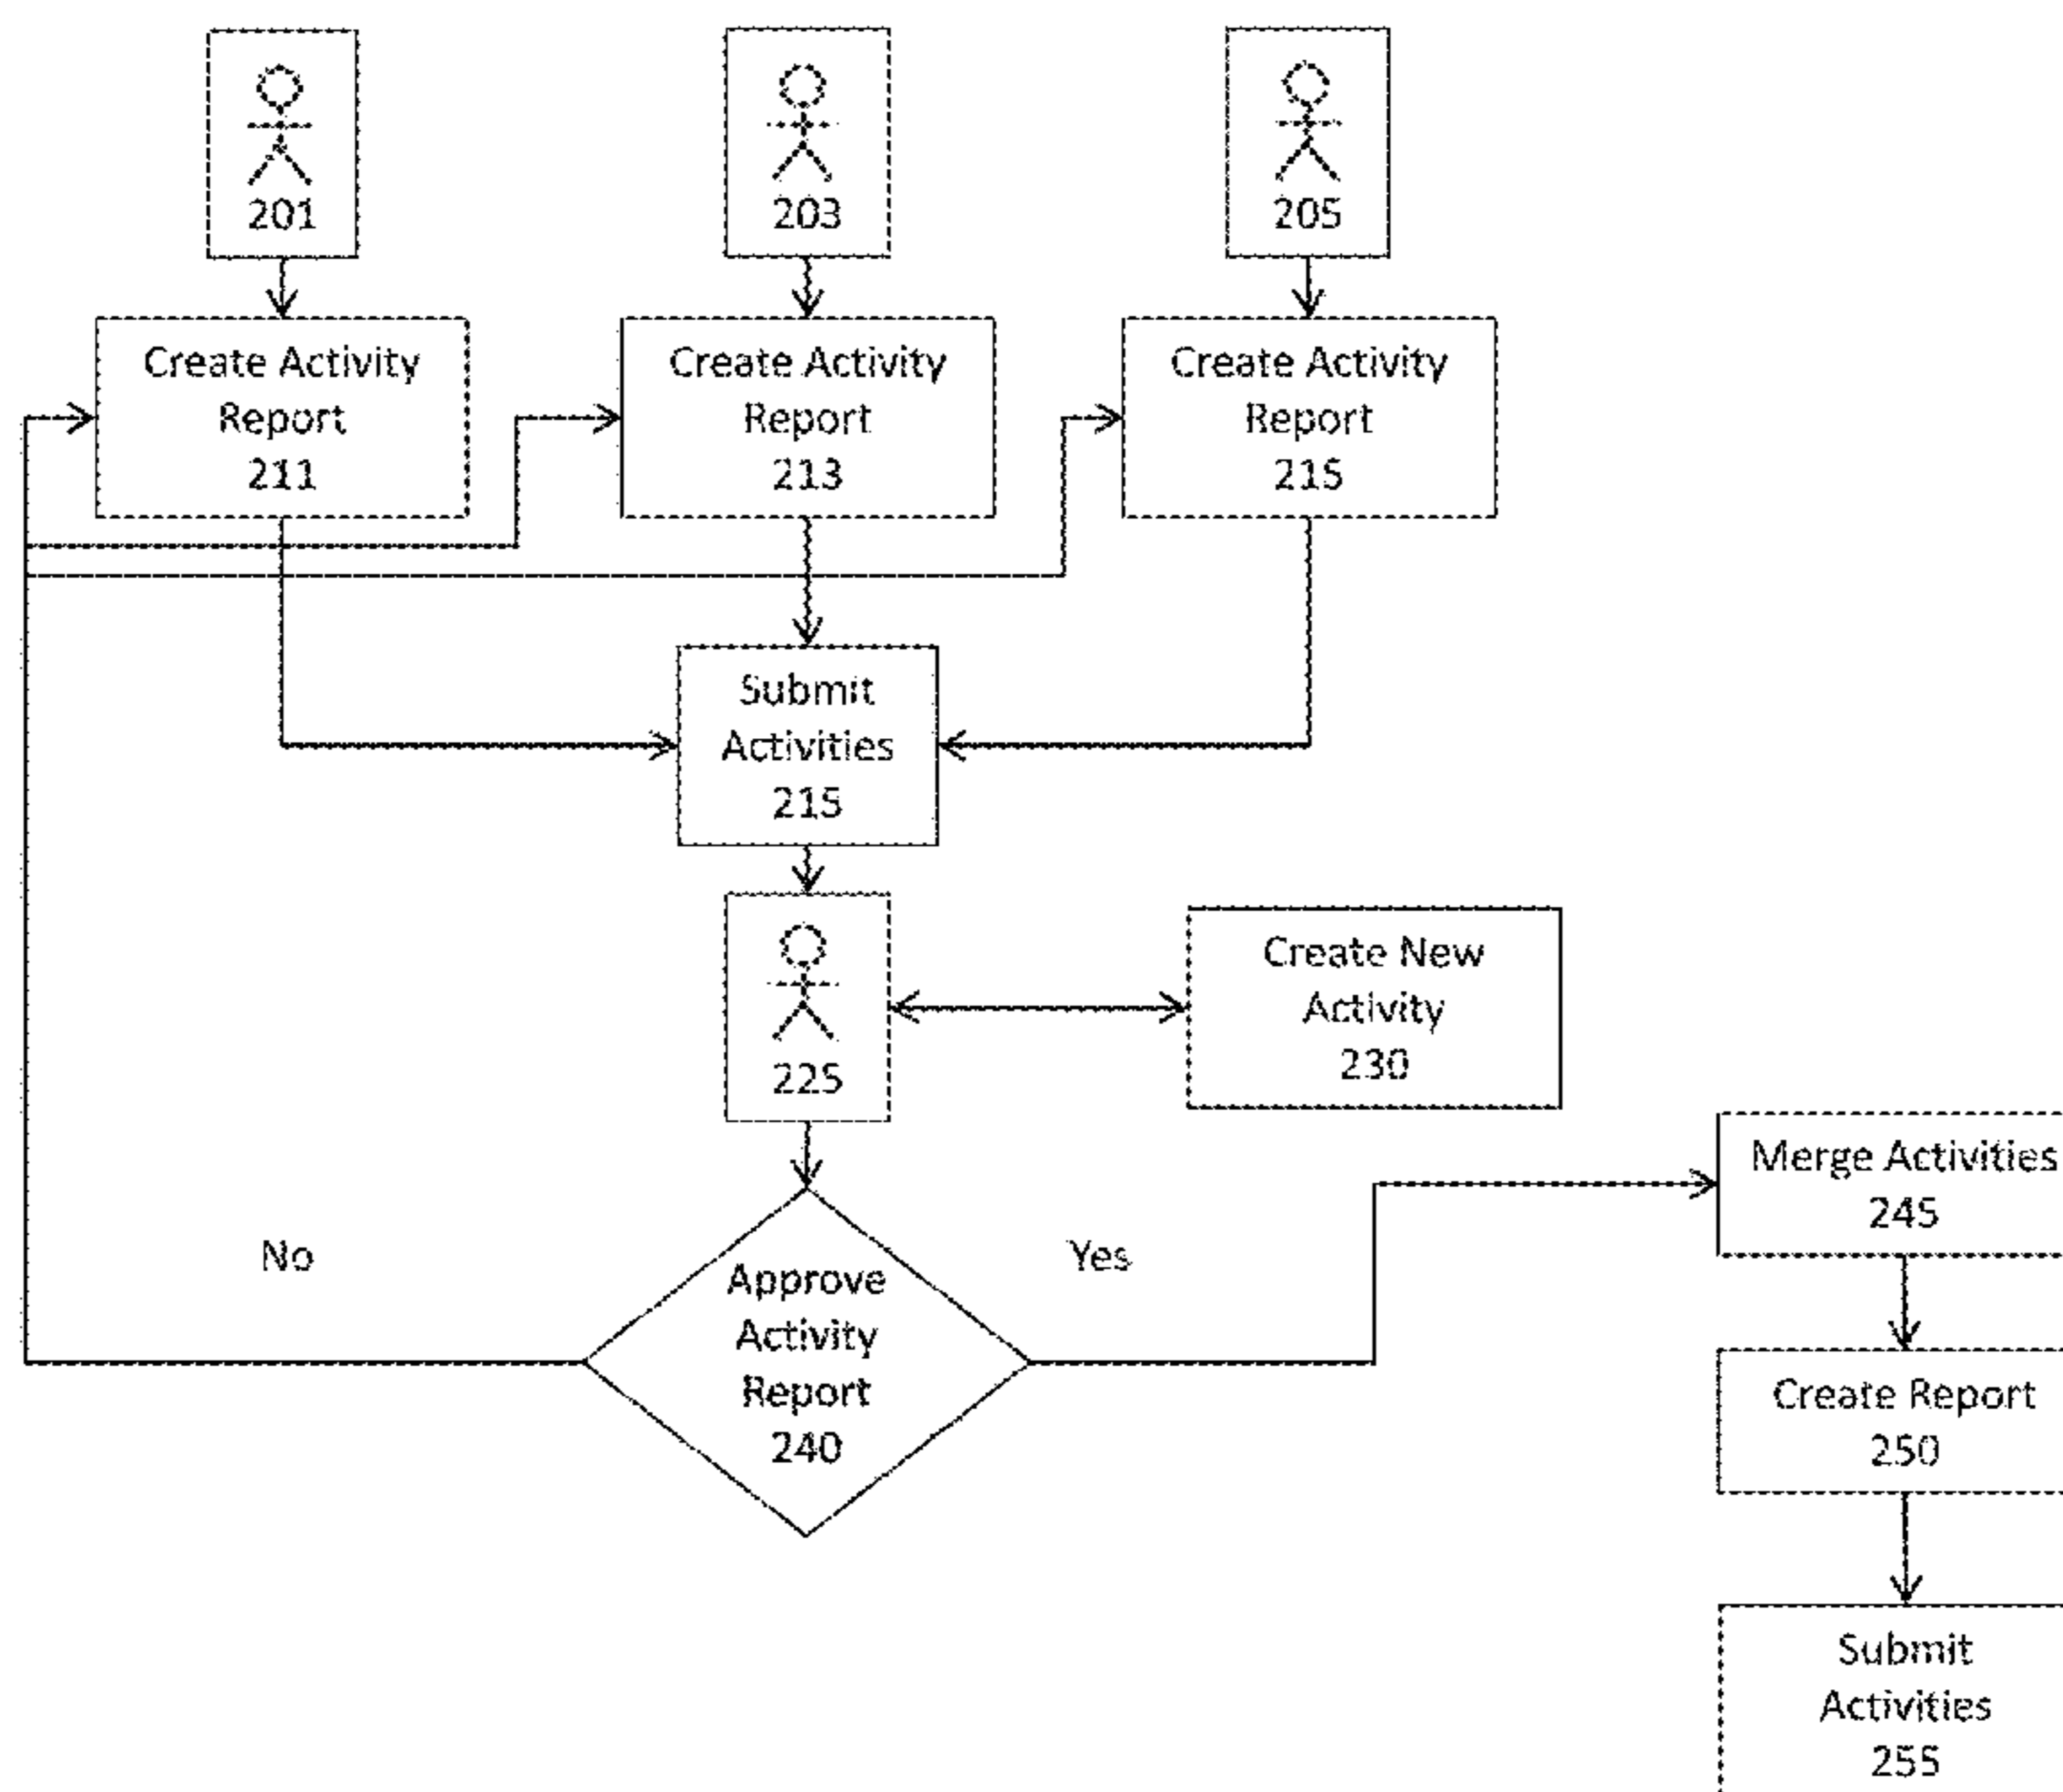 201
203
205
Create Activity
Report
211
Create Activity
Report
213
Create Activity
Report
215
Submit
Activities
215
225
Create New
Activity
230
Merge Activities
245
No
Yes
Approve
Activity
Report
240
Create Report
250
Submit
Activities
255